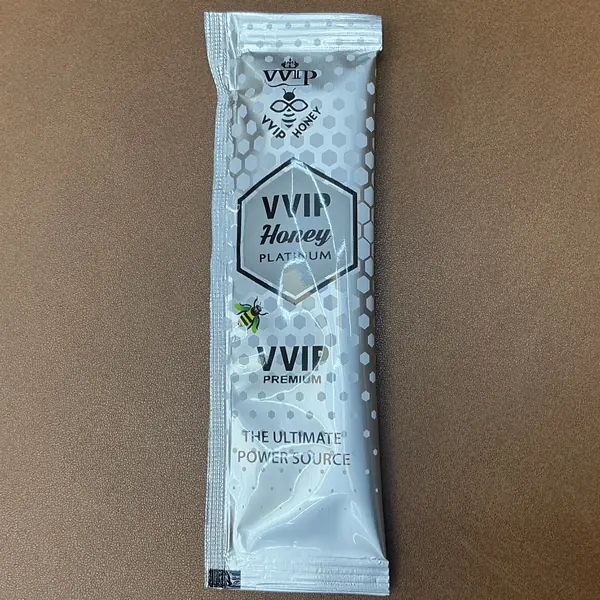 VVIP
VVIP HONEY
VVIP
Honey
PLATINUM
VVIP
PREMIUM
THE ULTIMATE
POWER SOURCE